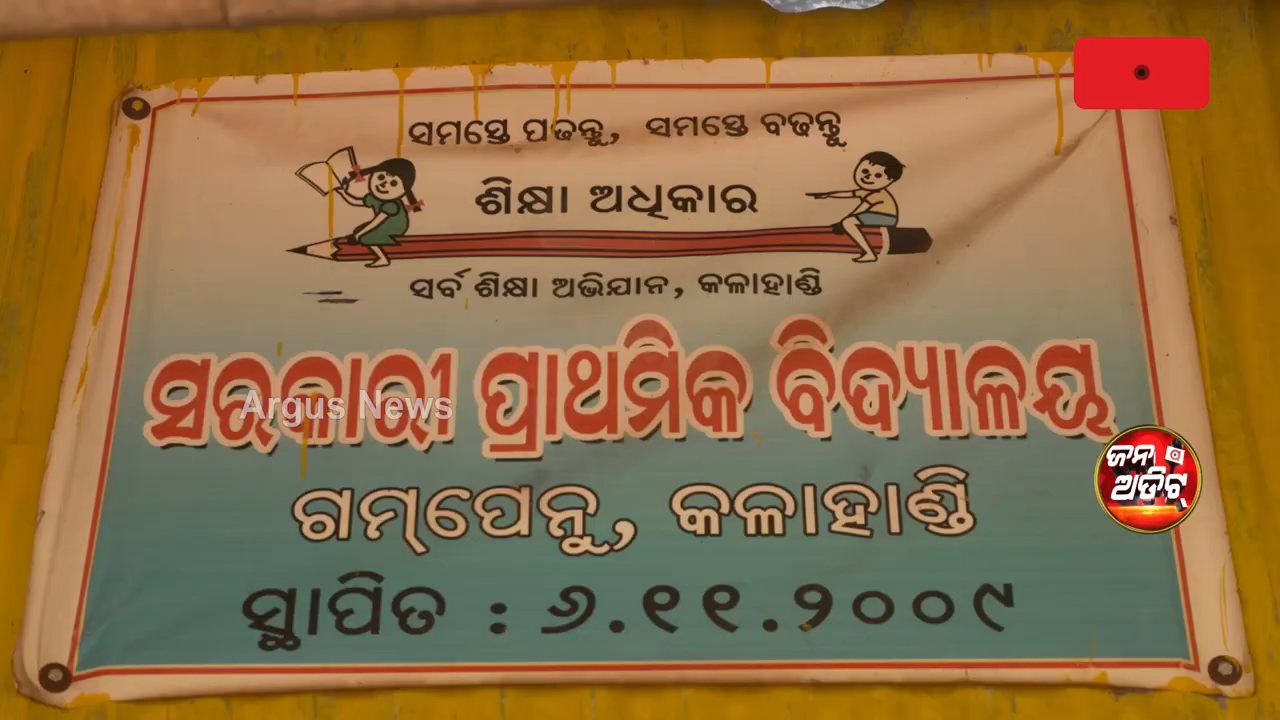 ସମସ୍ତେ ପଢନ୍ତୁ, ସମସ୍ତେ ବଢନ୍ତୁ
ଶିକ୍ଷା ଅଧିକାର
ସର୍ବ ଶିକ୍ଷା ଅଭିଯାନ, କଳାହାଣ୍ଡି
ସରକାରୀ ପ୍ରାଥମିକ ବିଦ୍ୟାଳୟ
Argus News
ଜନ ଅଡିଟ୍
ଗମ୍ପେନୁ, କଳାହାଣ୍ଡି
ସ୍ଥାପିତ : ୬.୧୧.୨୦୦୯